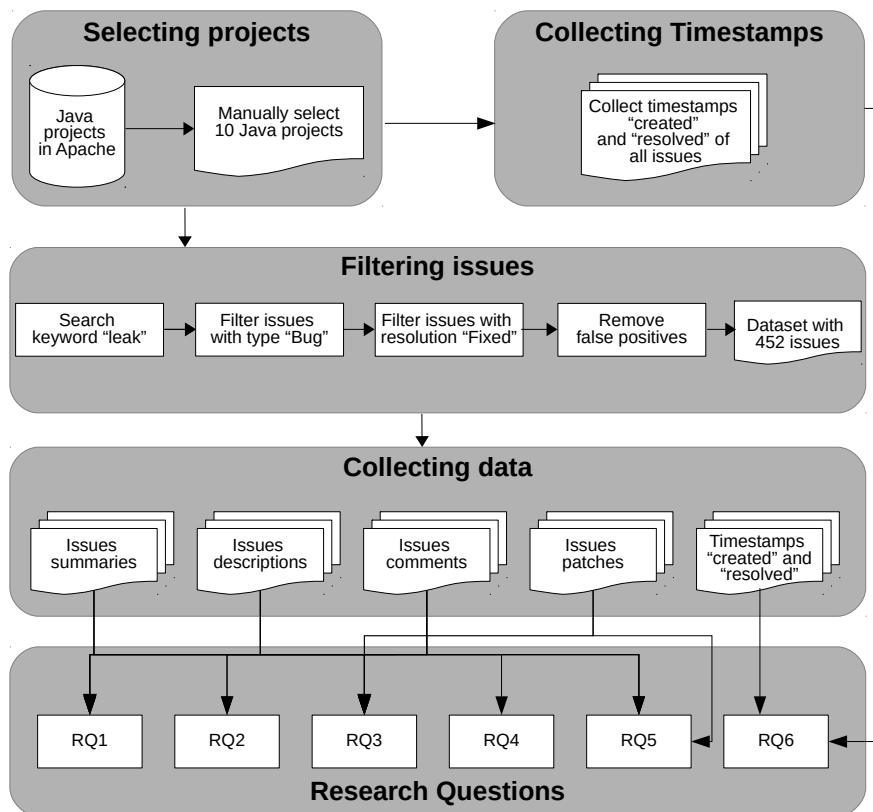 Selecting projects
Java
projects
in Apache
Manually select
10 Java projects
Collecting Timestamps
Collect timestamps
“created”
and “resolved” of
all issues
Filtering issues
Search
keyword “leak”
Filter issues
with type “Bug”
Filter issues with
resolution “Fixed”
Remove
false positives
Dataset with
452 issues
Collecting data
Issues
summaries
Issues
descriptions
Issues
comments
Issues
patches
Timestamps
“created” and
“resolved”
RQ1
RQ2
RQ3
RQ4
RQ5
RQ6
Research Questions